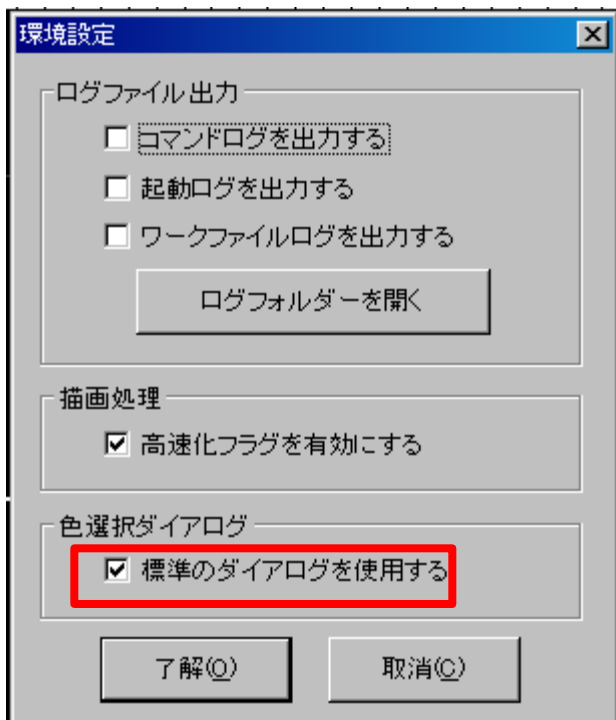 環境設定
ログファイル出力
コマンドログを出力する
起動ログを出力する
ワークファイルログを出力する
ログフォルダーを開く
描画処理
高速化フラグを有効にする
色選択ダイアログ
標準のダイアログを使用する
了解(O)
取消(C)